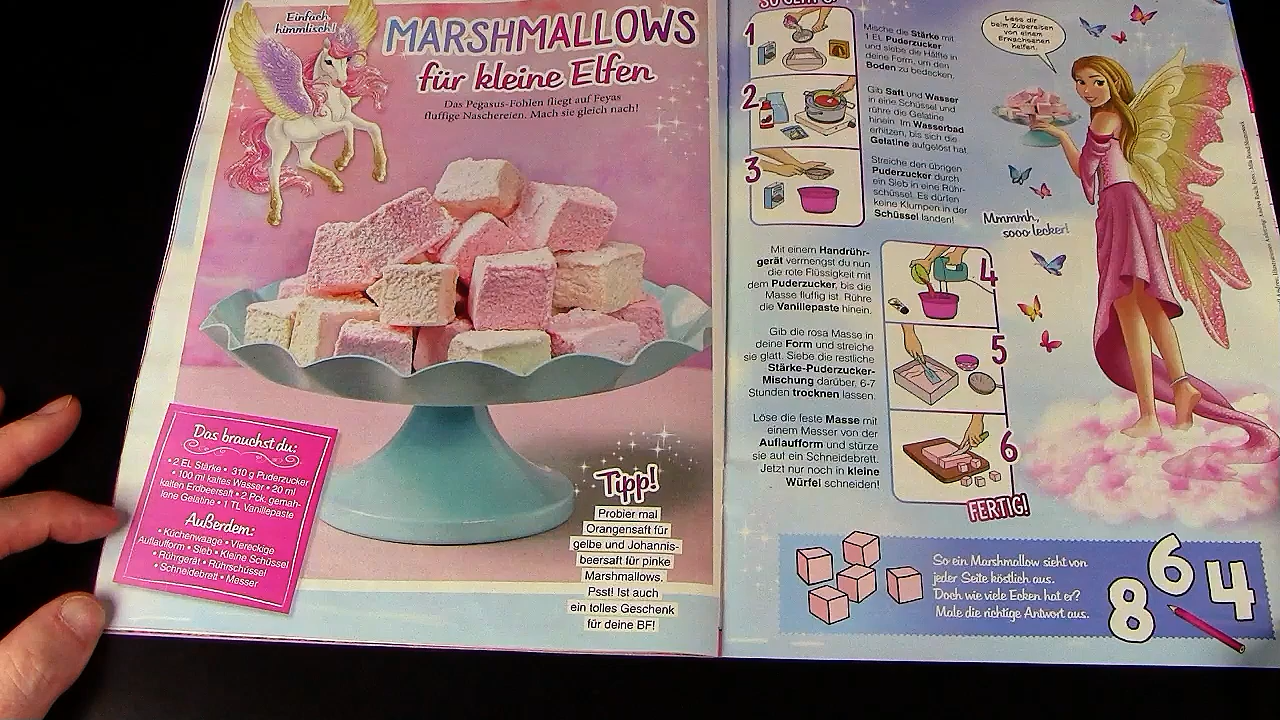 Einfach
himmlisch!
MARSHMALLOWS
für kleine Elfen
Das Pegasus-Fohlen fliegt auf Feyas
fluffige Naschereien. Mach sie gleich nach!
Das brauchst du:
• 2 EL Stärke • 310 g Puderzucker
• 100 ml kaltes Wasser • 20 ml
kalten Erdbeersaft • 2 Pck. gemah-
lene Gelatine • 1 TL Vanillepaste
Außerdem:
• Küchenwaage • Viereckige
Auflaufform • Sieb • Kleine Schüssel
• Rührgerät • Rührschüssel
• Schneidebrett • Messer
Tipp!
Probier mal
Orangensaft für
gelbe und Johannis-
beersaft für pinke
Marshmallows.
Psst! Ist auch
ein tolles Geschenk
für deine BF!
SO GEHT'S:
1
Mische die Stärke mit
1 EL Puderzucker
und siebe die Hälfte in
deine Form, um den
Boden zu bedecken.
2
Gib Saft und Wasser
in eine Schüssel und
rühre die Gelatine
hinein. Im Wasserbad
erhitzen, bis sich die
Gelatine aufgelöst hat.
3
Streiche den übrigen
Puderzucker durch
ein Sieb in eine Rühr-
schüssel. Es dürfen
keine Klumpen in der
Schüssel landen!
Lass dir
beim Zubereiten
von einem
Erwachsenen
helfen.
Mmmmh,
sooo lecker!
Mit einem Handrühr-
gerät vermengst du nun
die rote Flüssigkeit mit
dem Puderzucker, bis die
Masse fluffig ist. Rühre
die Vanillepaste hinein.
4
Gib die rosa Masse in
deine Form und streiche
sie glatt. Siebe die restliche
Stärke-Puderzucker-
Mischung darüber. 6-7
Stunden trocknen lassen.
5
Löse die feste Masse mit
einem Messer von der
Auflaufform und stürze
sie auf ein Schneidebrett.
Jetzt nur noch in kleine
Würfel schneiden!
6
FERTIG!
So ein Marshmallow sieht von
jeder Seite köstlich aus.
Doch wie viele Ecken hat er?
Male die richtige Antwort aus.
8 6 4